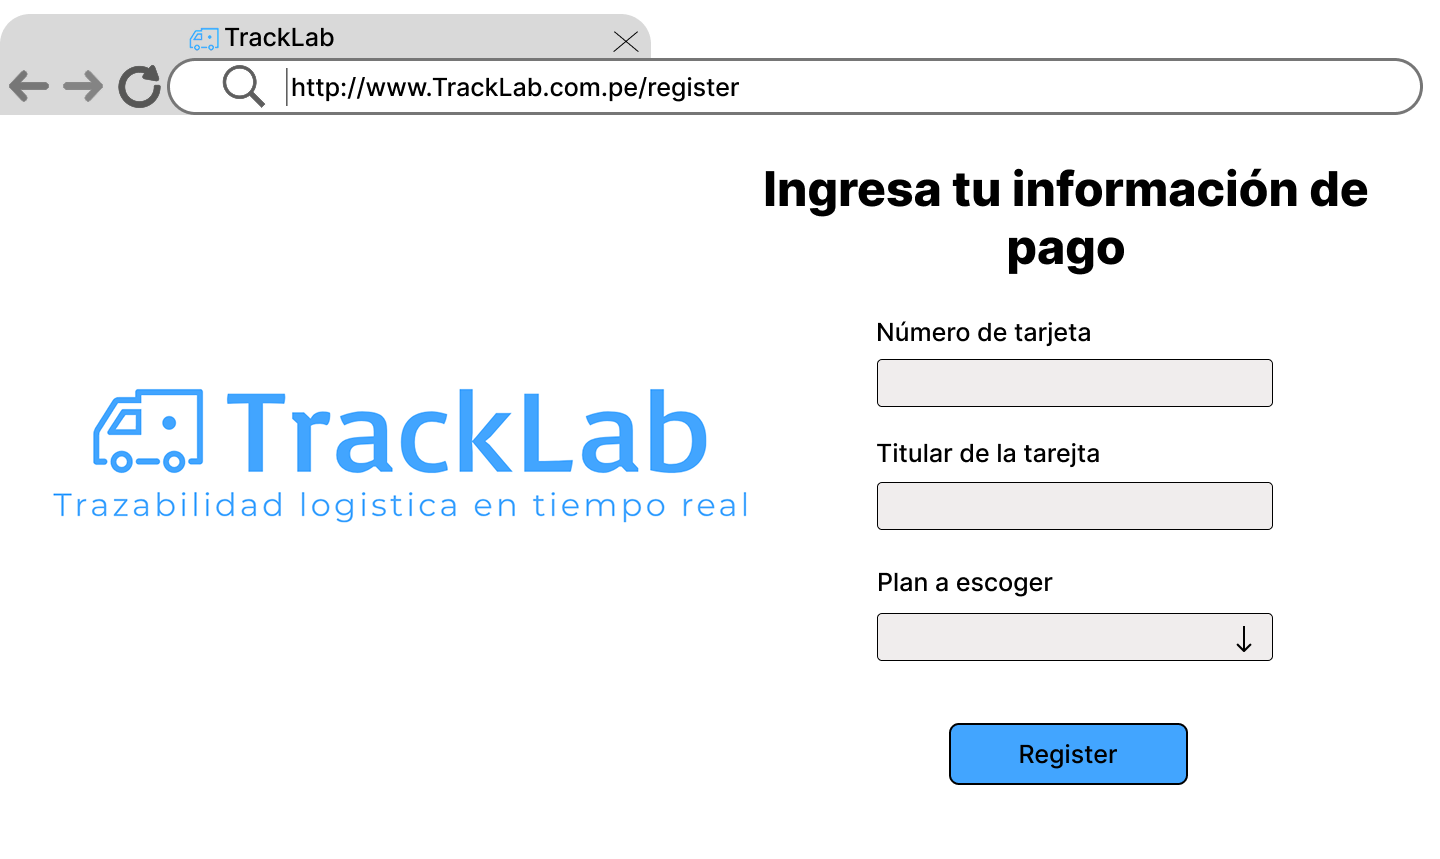 TrackLab
http://www.TrackLab.com.pe/register
Ingresa tu información de
pago
TrackLab
Trazabilidad logistica en tiempo real
Número de tarjeta
Titular de la tarejta
Plan a escoger
Register